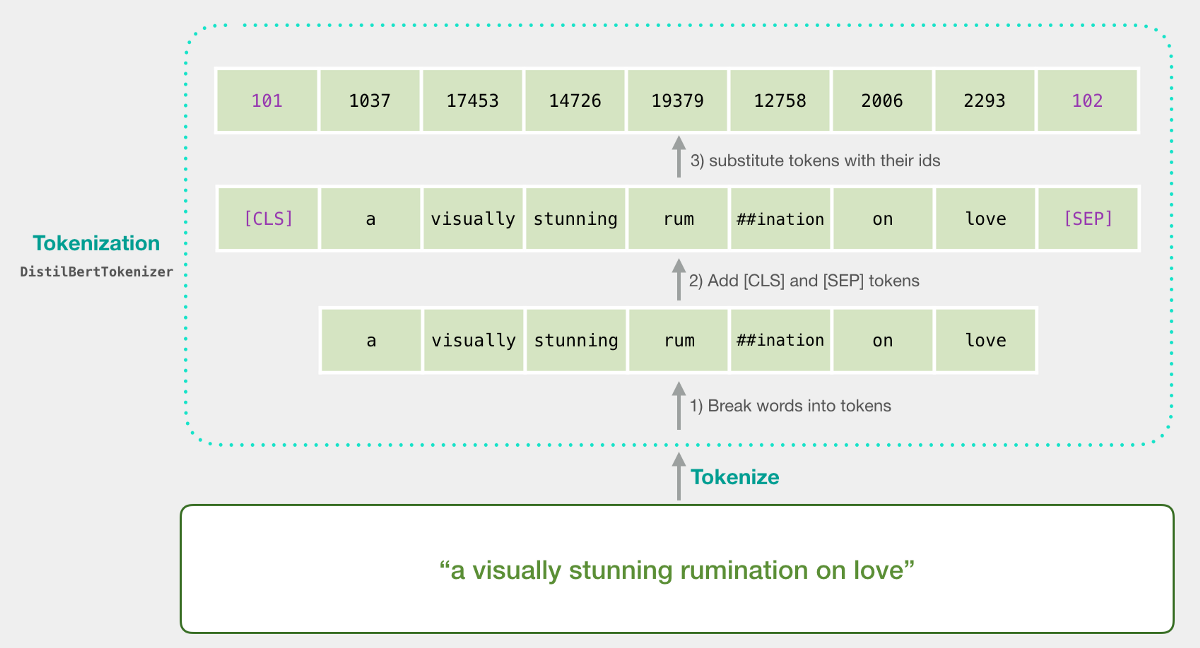 101 1037 17453 14726 19379 12758 2006 2293 102
3) substitute tokens with their ids
[CLS] a visually stunning rum ##ination on love [SEP]
Tokenization
DistilBertTokenizer
2) Add [CLS] and [SEP] tokens
a visually stunning rum ##ination on love
1) Break words into tokens
Tokenize
“a visually stunning rumination on love”